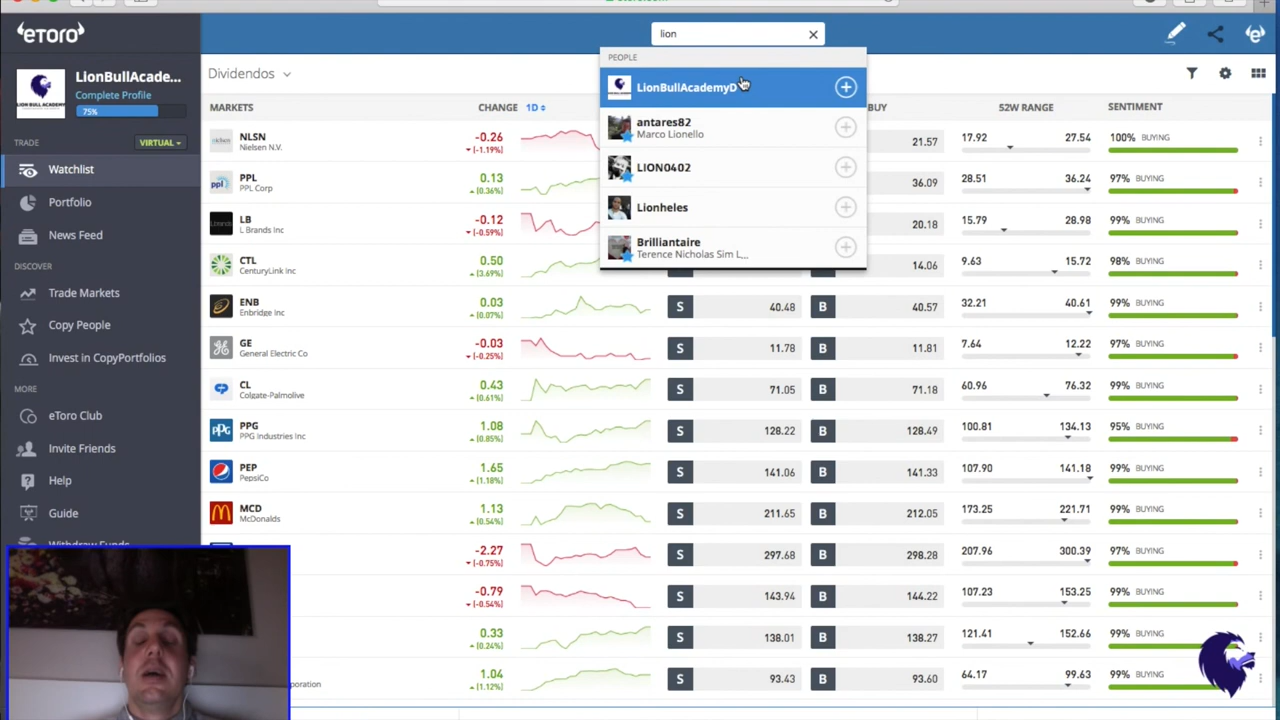 eToro
lion
LionBullAcade...
Complete Profile
75%
TRADE
VIRTUAL
Watchlist
Portfolio
News Feed
DISCOVER
Trade Markets
Copy People
Invest in CopyPortfolios
MORE
eToro Club
Invite Friends
Help
Guide
Withdraw Funds
PEOPLE
LionBullAcademyD
antares82
Marco Lionello
LION0402
Lionheles
Brilliantaire
Terence Nicholas Sim L...
Dividendos
MARKETS CHANGE 1D BUY 52W RANGE SENTIMENT
NLSN -0.26 21.57 17.92 27.54 100% BUYING
Nielsen N.V. (-1.19%)
PPL 0.13 36.09 28.51 36.24 97% BUYING
PPL Corp (0.36%)
LB -0.12 20.18 15.79 28.98 99% BUYING
L Brands Inc (-0.59%)
CTL 0.50 14.06 9.63 15.72 98% BUYING
CenturyLink Inc (3.69%)
ENB 0.03 S 40.48 B 40.57 32.21 40.61 99% BUYING
Enbridge Inc (0.07%)
GE -0.03 S 11.78 B 11.81 7.64 12.22 97% BUYING
General Electric Co (-0.25%)
CL 0.43 S 71.05 B 71.18 60.96 76.32 99% BUYING
Colgate-Palmolive (0.61%)
PPG 1.08 S 128.22 B 128.49 100.81 134.13 95% BUYING
PPG Industries Inc (0.85%)
PEP 1.65 S 141.06 B 141.33 107.90 141.18 99% BUYING
PepsiCo (1.18%)
MCD 1.13 S 211.65 B 212.05 173.25 221.71 99% BUYING
McDonalds (0.54%)
-2.27 S 297.68 B 298.28 207.96 300.39 97% BUYING
(-0.75%)
-0.79 S 143.94 B 144.22 107.23 153.25 99% BUYING
(-0.54%)
0.33 S 138.01 B 138.27 121.41 152.66 99% BUYING
(0.24%)
1.04 S 93.43 B 93.60 64.17 99.63 99% BUYING
poration (1.12%)